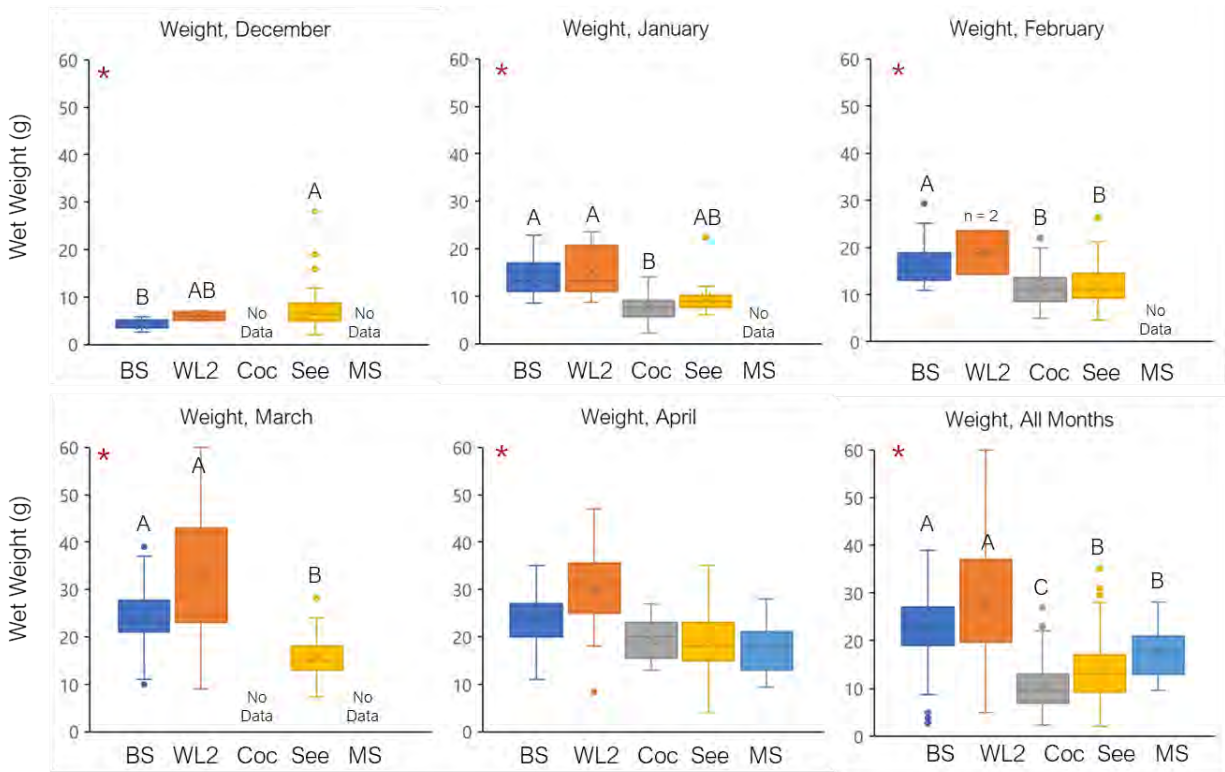 Weight, December
Weight, January
Weight, February
Wet Weight (g)
60
50
40
30
20
10
0
*
B
AB
No
Data
A
No
Data
BS WL2 Coc See MS
60
50
40
30
20
10
0
*
A
A
B
AB
No
Data
BS WL2 Coc See MS
60
50
40
30
20
10
0
*
A
n = 2
B
B
No
Data
BS WL2 Coc See MS
Weight, March
Weight, April
Weight, All Months
Wet Weight (g)
60
50
40
30
20
10
0
*
A
A
No
Data
B
No
Data
BS WL2 Coc See MS
60
50
40
30
20
10
0
*
BS WL2 Coc See MS
60
50
40
30
20
10
0
*
A
A
C
B
B
BS WL2 Coc See MS